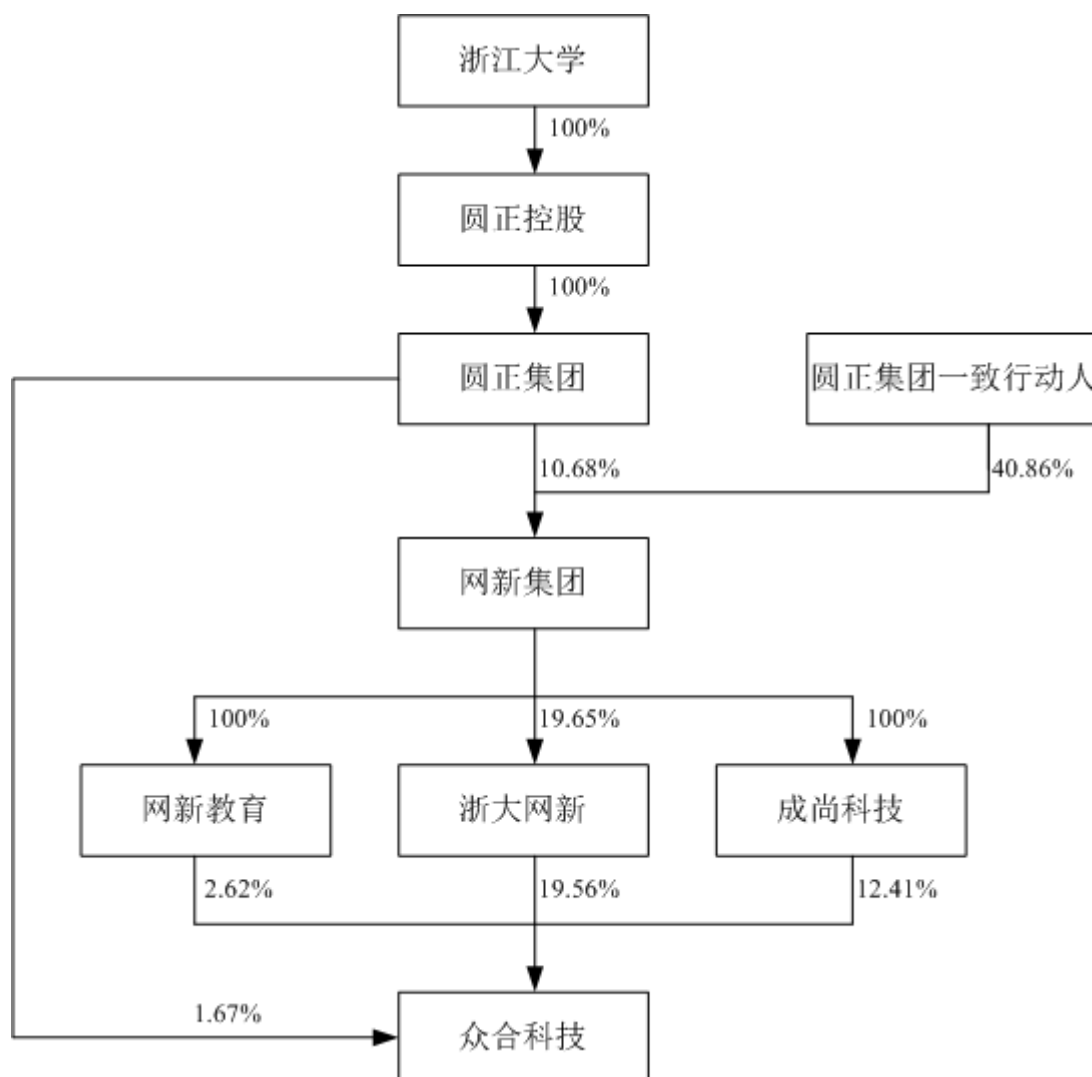 浙江大学
100%
圆正控股
100%
圆正集团
圆正集团一致行动人
10.68%
40.86%
网新集团
100%
19.65%
100%
网新教育
浙大网新
成尚科技
2.62%
19.56%
12.41%
1.67%
众合科技